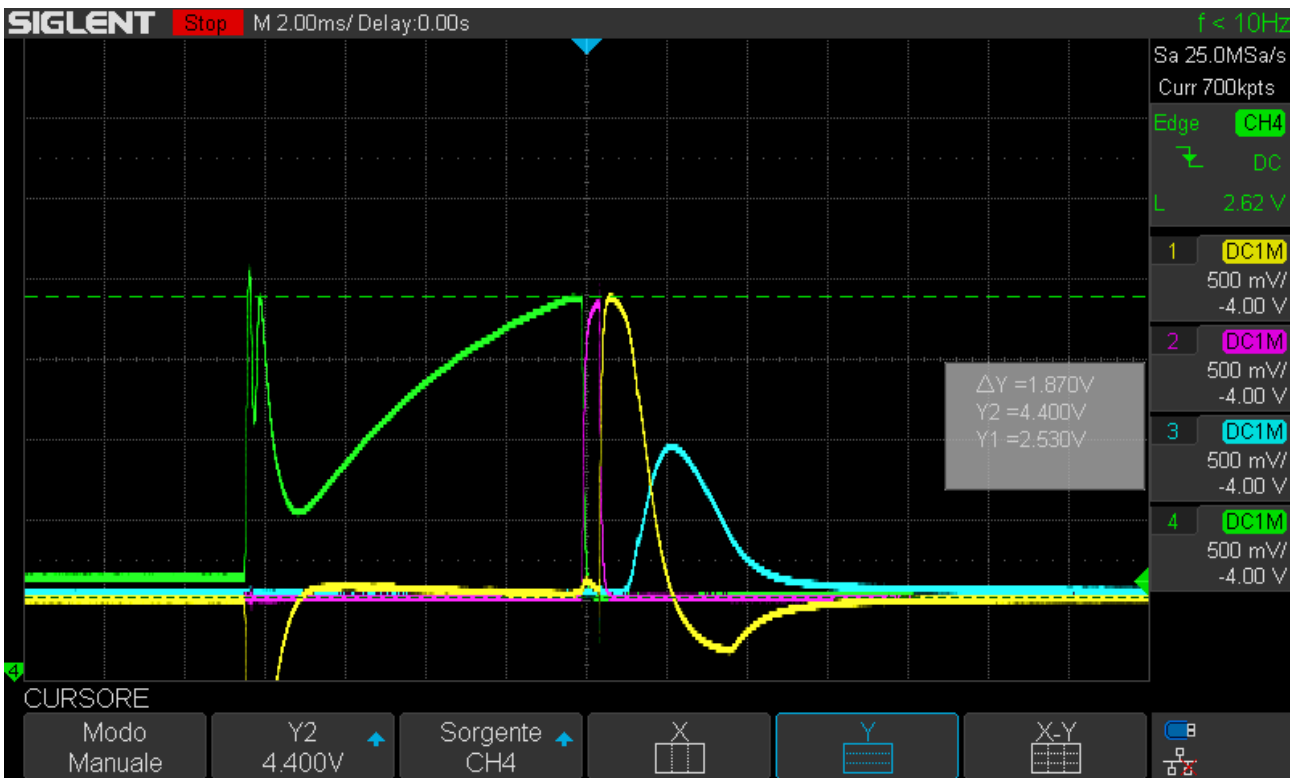 SIGLENT Stop M 2.00ms/ Delay:0.00s f < 10Hz
Sa 25.0MSa/s
Curr 700kpts
Edge CH4
DC
L 2.62 V
1 DC1M
500 mV/
-4.00 V
2 DC1M
500 mV/
-4.00 V
3 DC1M
500 mV/
-4.00 V
4 DC1M
500 mV/
-4.00 V
ΔY =1.870V
Y2 =4.400V
Y1 =2.530V
4
CURSORE
Modo
Manuale
Y2
4.400V
Sorgente
CH4
X
Y
X-Y